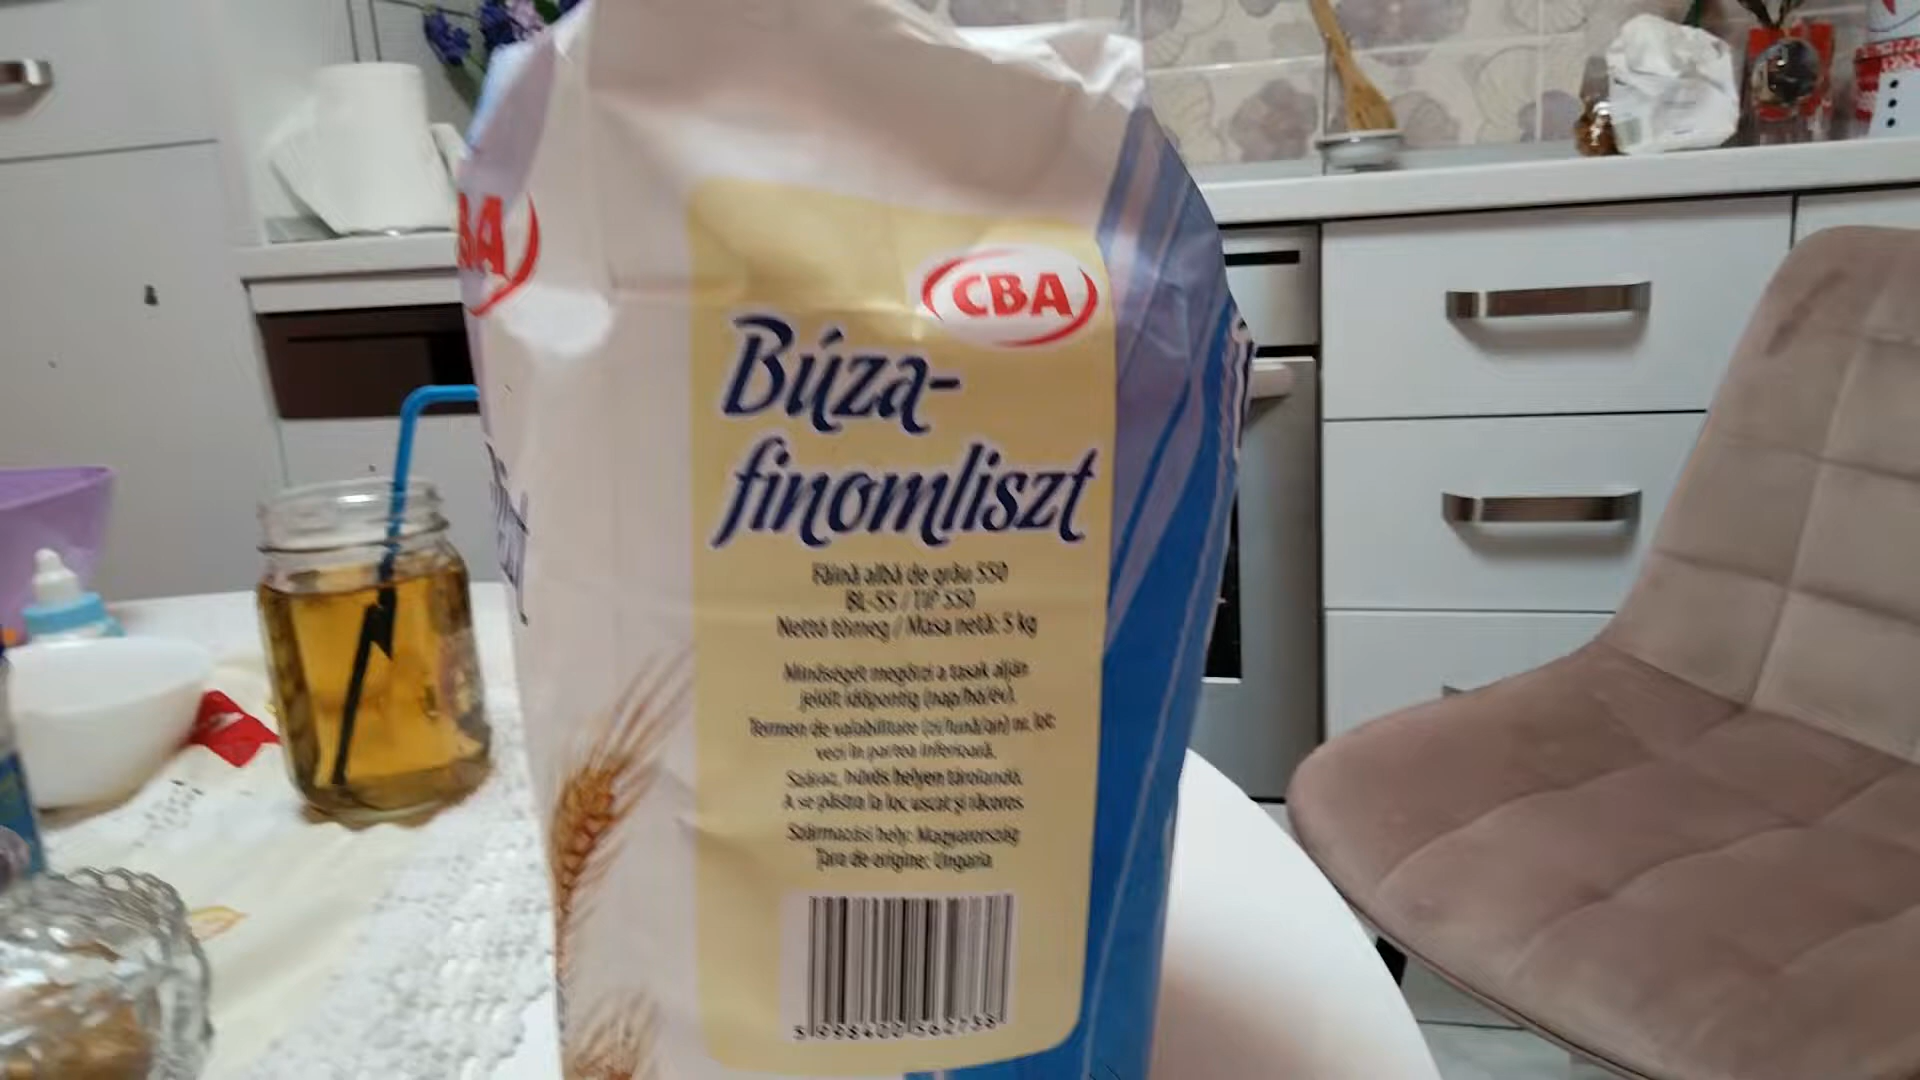 CBA
Búza-
finomliszt
Făină albă de grâu 550
BL-55 / TIP 550
Nettó tömeg / Masa netă: 5 kg
Minőségét megőrzi a tasak alján
jelölt időpontig (nap/hó/év).
Termen de valabilitate (zi/lună/an) nr. lot:
vezi în partea inferioară.
Száraz, hűvös helyen tárolandó.
A se păstra la loc uscat și răcoros
Származási hely: Magyarország
Țara de origine: Ungaria